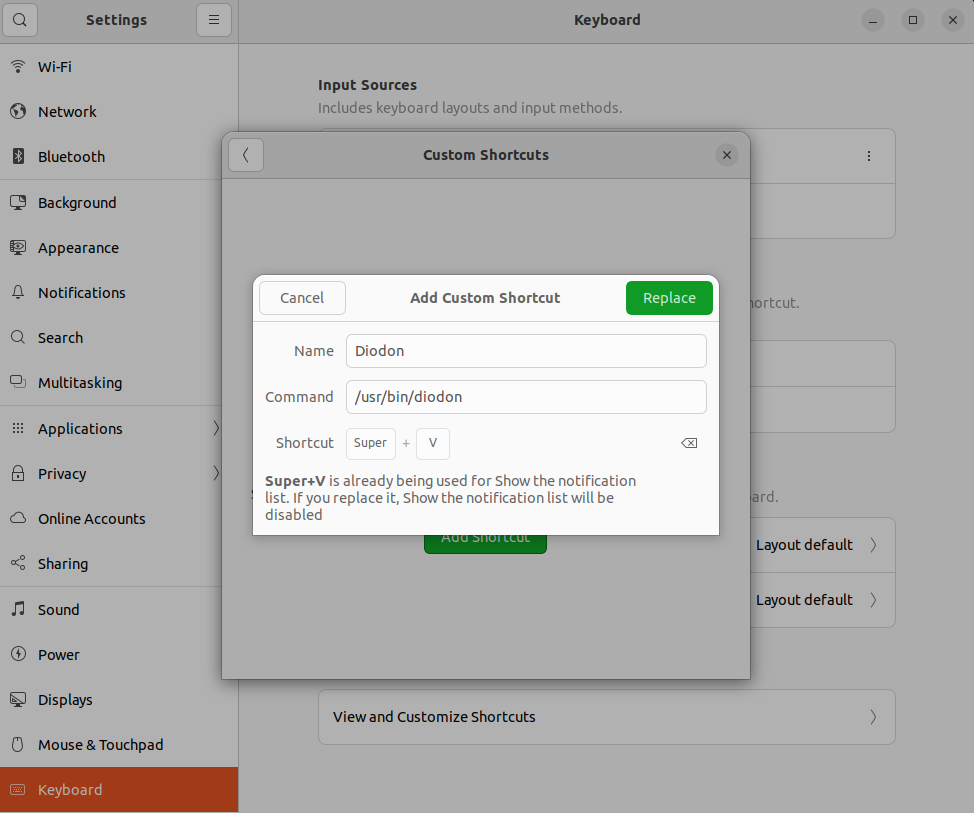 Settings
Keyboard
Wi-Fi
Network
Bluetooth
Background
Appearance
Notifications
Search
Multitasking
Applications
Privacy
Online Accounts
Sharing
Sound
Power
Displays
Mouse & Touchpad
Keyboard
Input Sources
Includes keyboard layouts and input methods.
Custom Shortcuts
Cancel
Add Custom Shortcut
Replace
Name
Diodon
Command
/usr/bin/diodon
Shortcut
Super + V
Super+V is already being used for Show the notification
list. If you replace it, Show the notification list will be
disabled
Add Shortcut
Layout default
Layout default
View and Customize Shortcuts